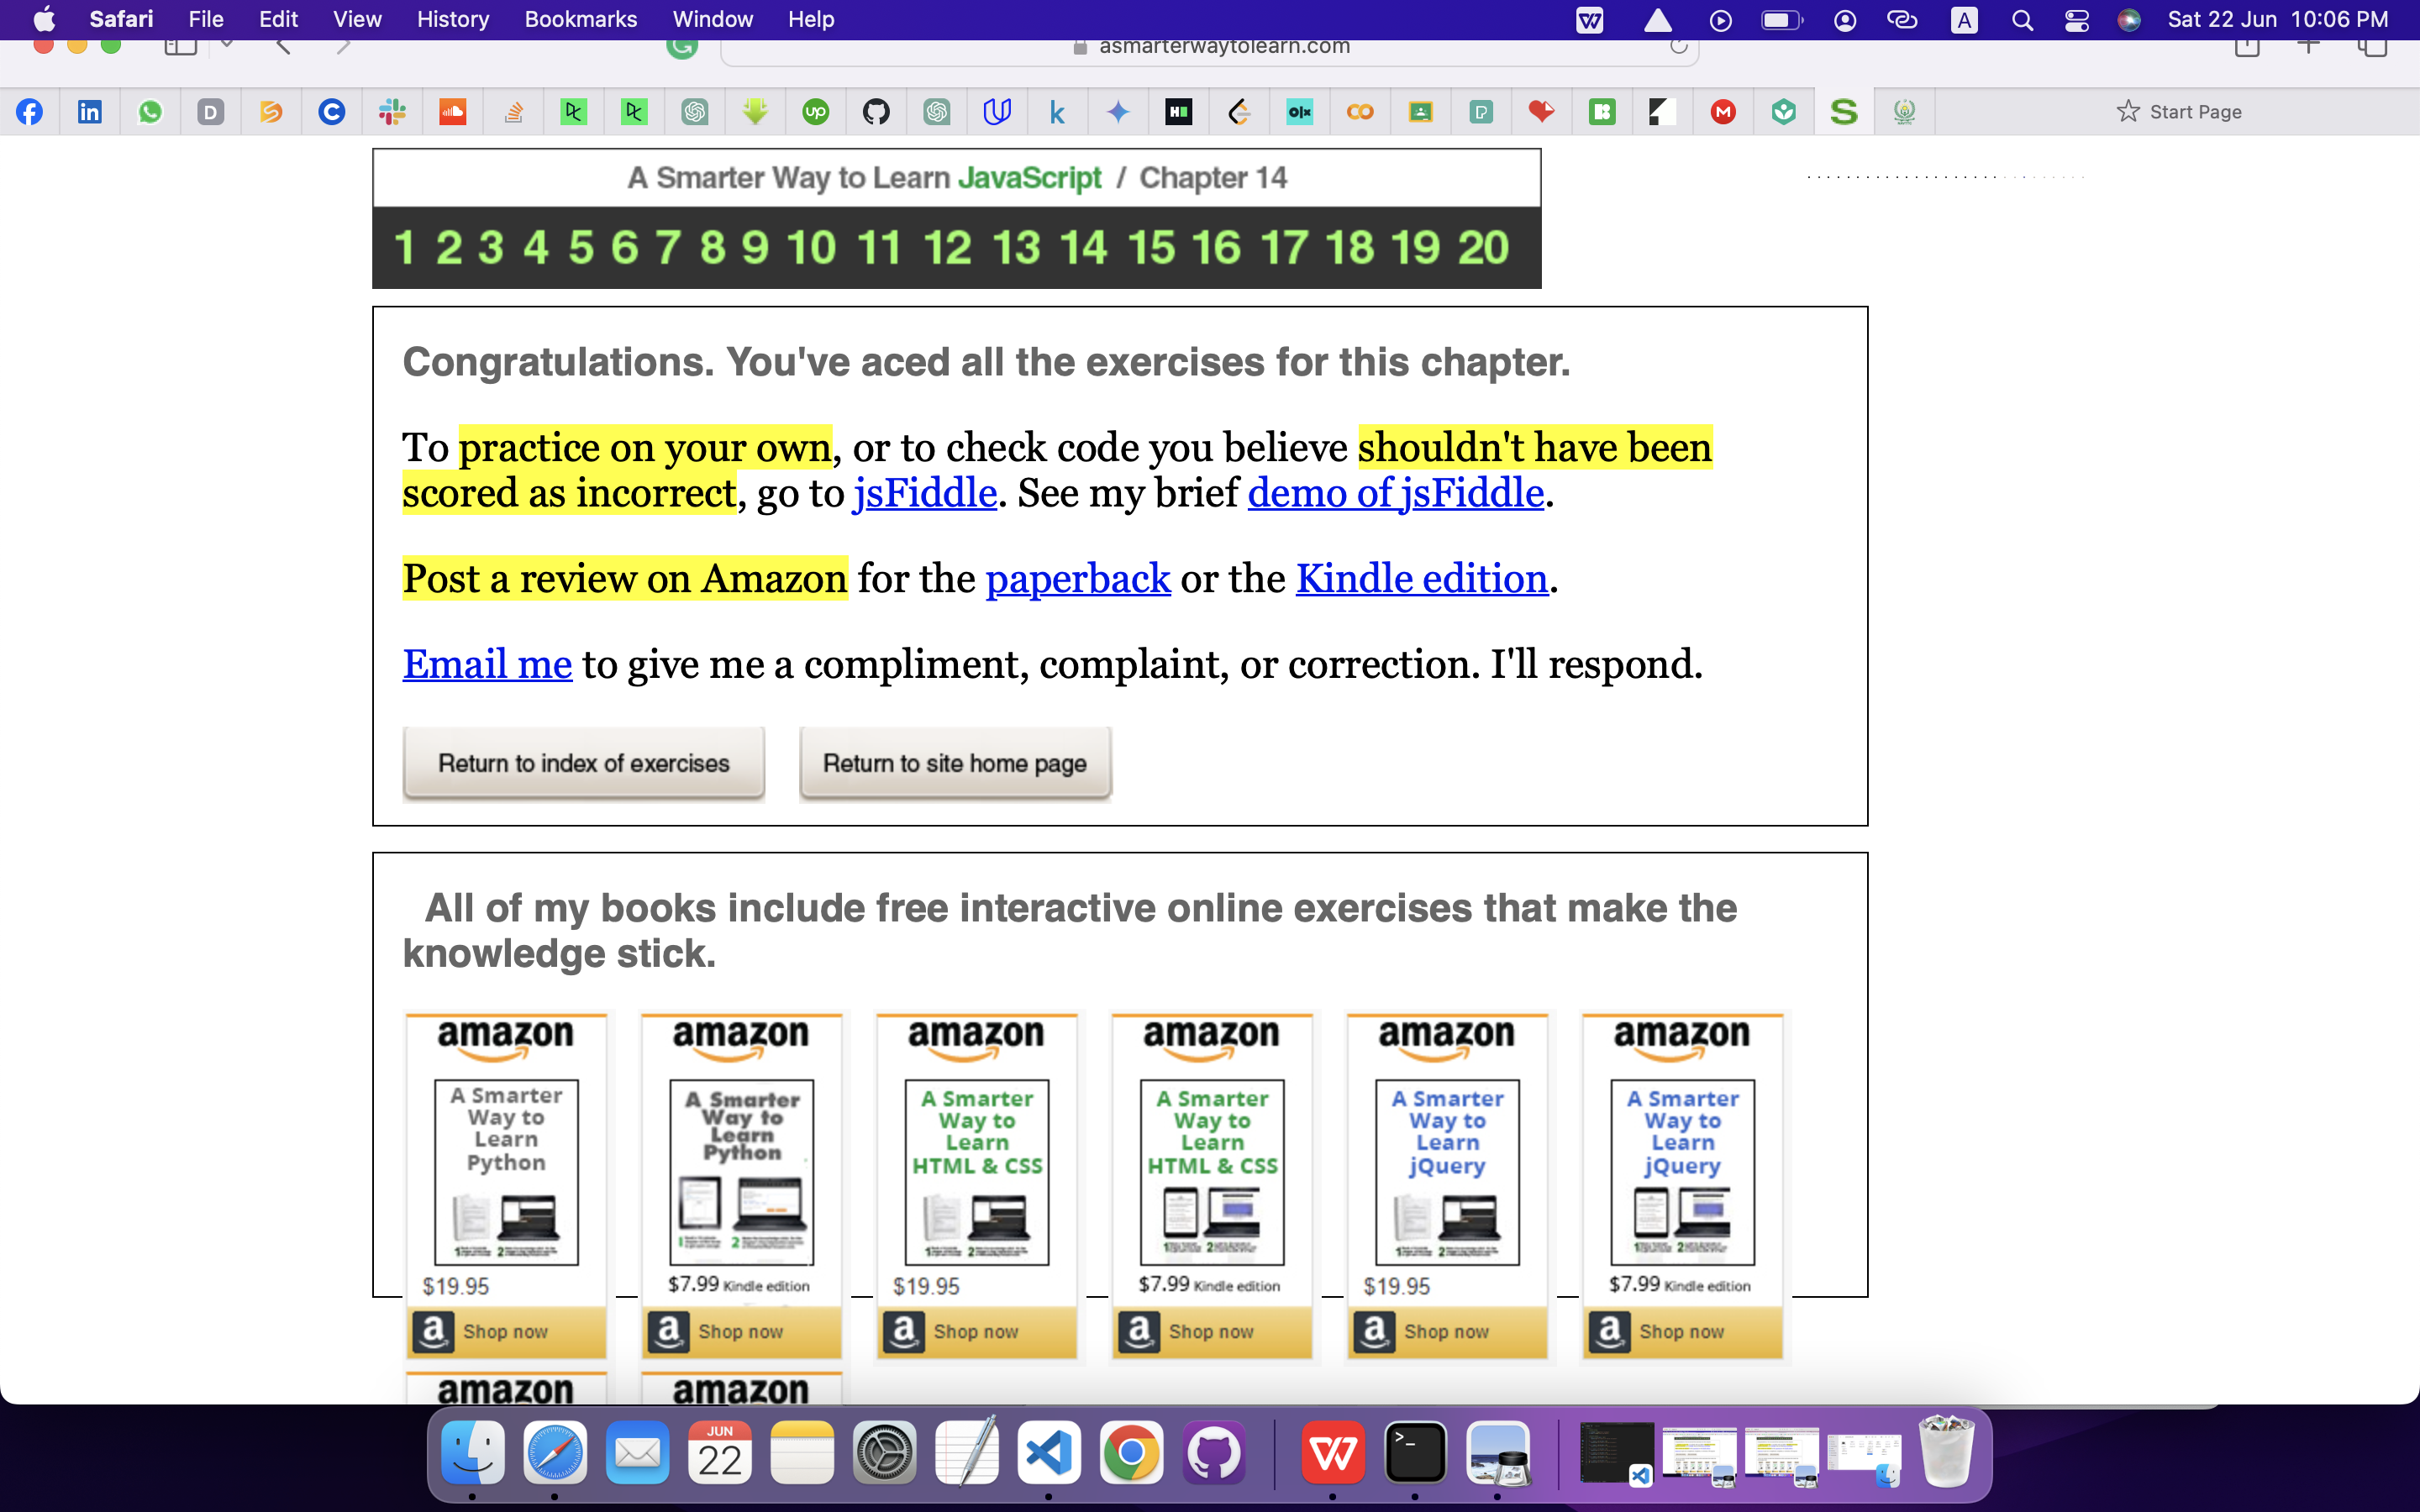 Safari File Edit View History Bookmarks Window Help
A
Sat 22 Jun 10:06 PM
asmarterwaytolearn.com
Start Page
A Smarter Way to Learn JavaScript / Chapter 14
1 2 3 4 5 6 7 8 9 10 11 12 13 14 15 16 17 18 19 20
Congratulations. You've aced all the exercises for this chapter.
To practice on your own, or to check code you believe shouldn't have been
scored as incorrect, go to jsFiddle. See my brief demo of jsFiddle.
Post a review on Amazon for the paperback or the Kindle edition.
Email me to give me a compliment, complaint, or correction. I'll respond.
Return to index of exercises
Return to site home page
All of my books include free interactive online exercises that make the
knowledge stick.
amazon
A Smarter
Way to
Learn
Python
$19.95
Shop now
amazon
A Smarter
Way to
Learn
Python
$7.99 Kindle edition
Shop now
amazon
A Smarter
Way to
Learn
HTML & CSS
$19.95
Shop now
amazon
A Smarter
Way to
Learn
HTML & CSS
$7.99 Kindle edition
Shop now
amazon
A Smarter
Way to
Learn
jQuery
$19.95
Shop now
amazon
A Smarter
Way to
Learn
jQuery
$7.99 Kindle edition
Shop now
amazon
amazon
JUN
22